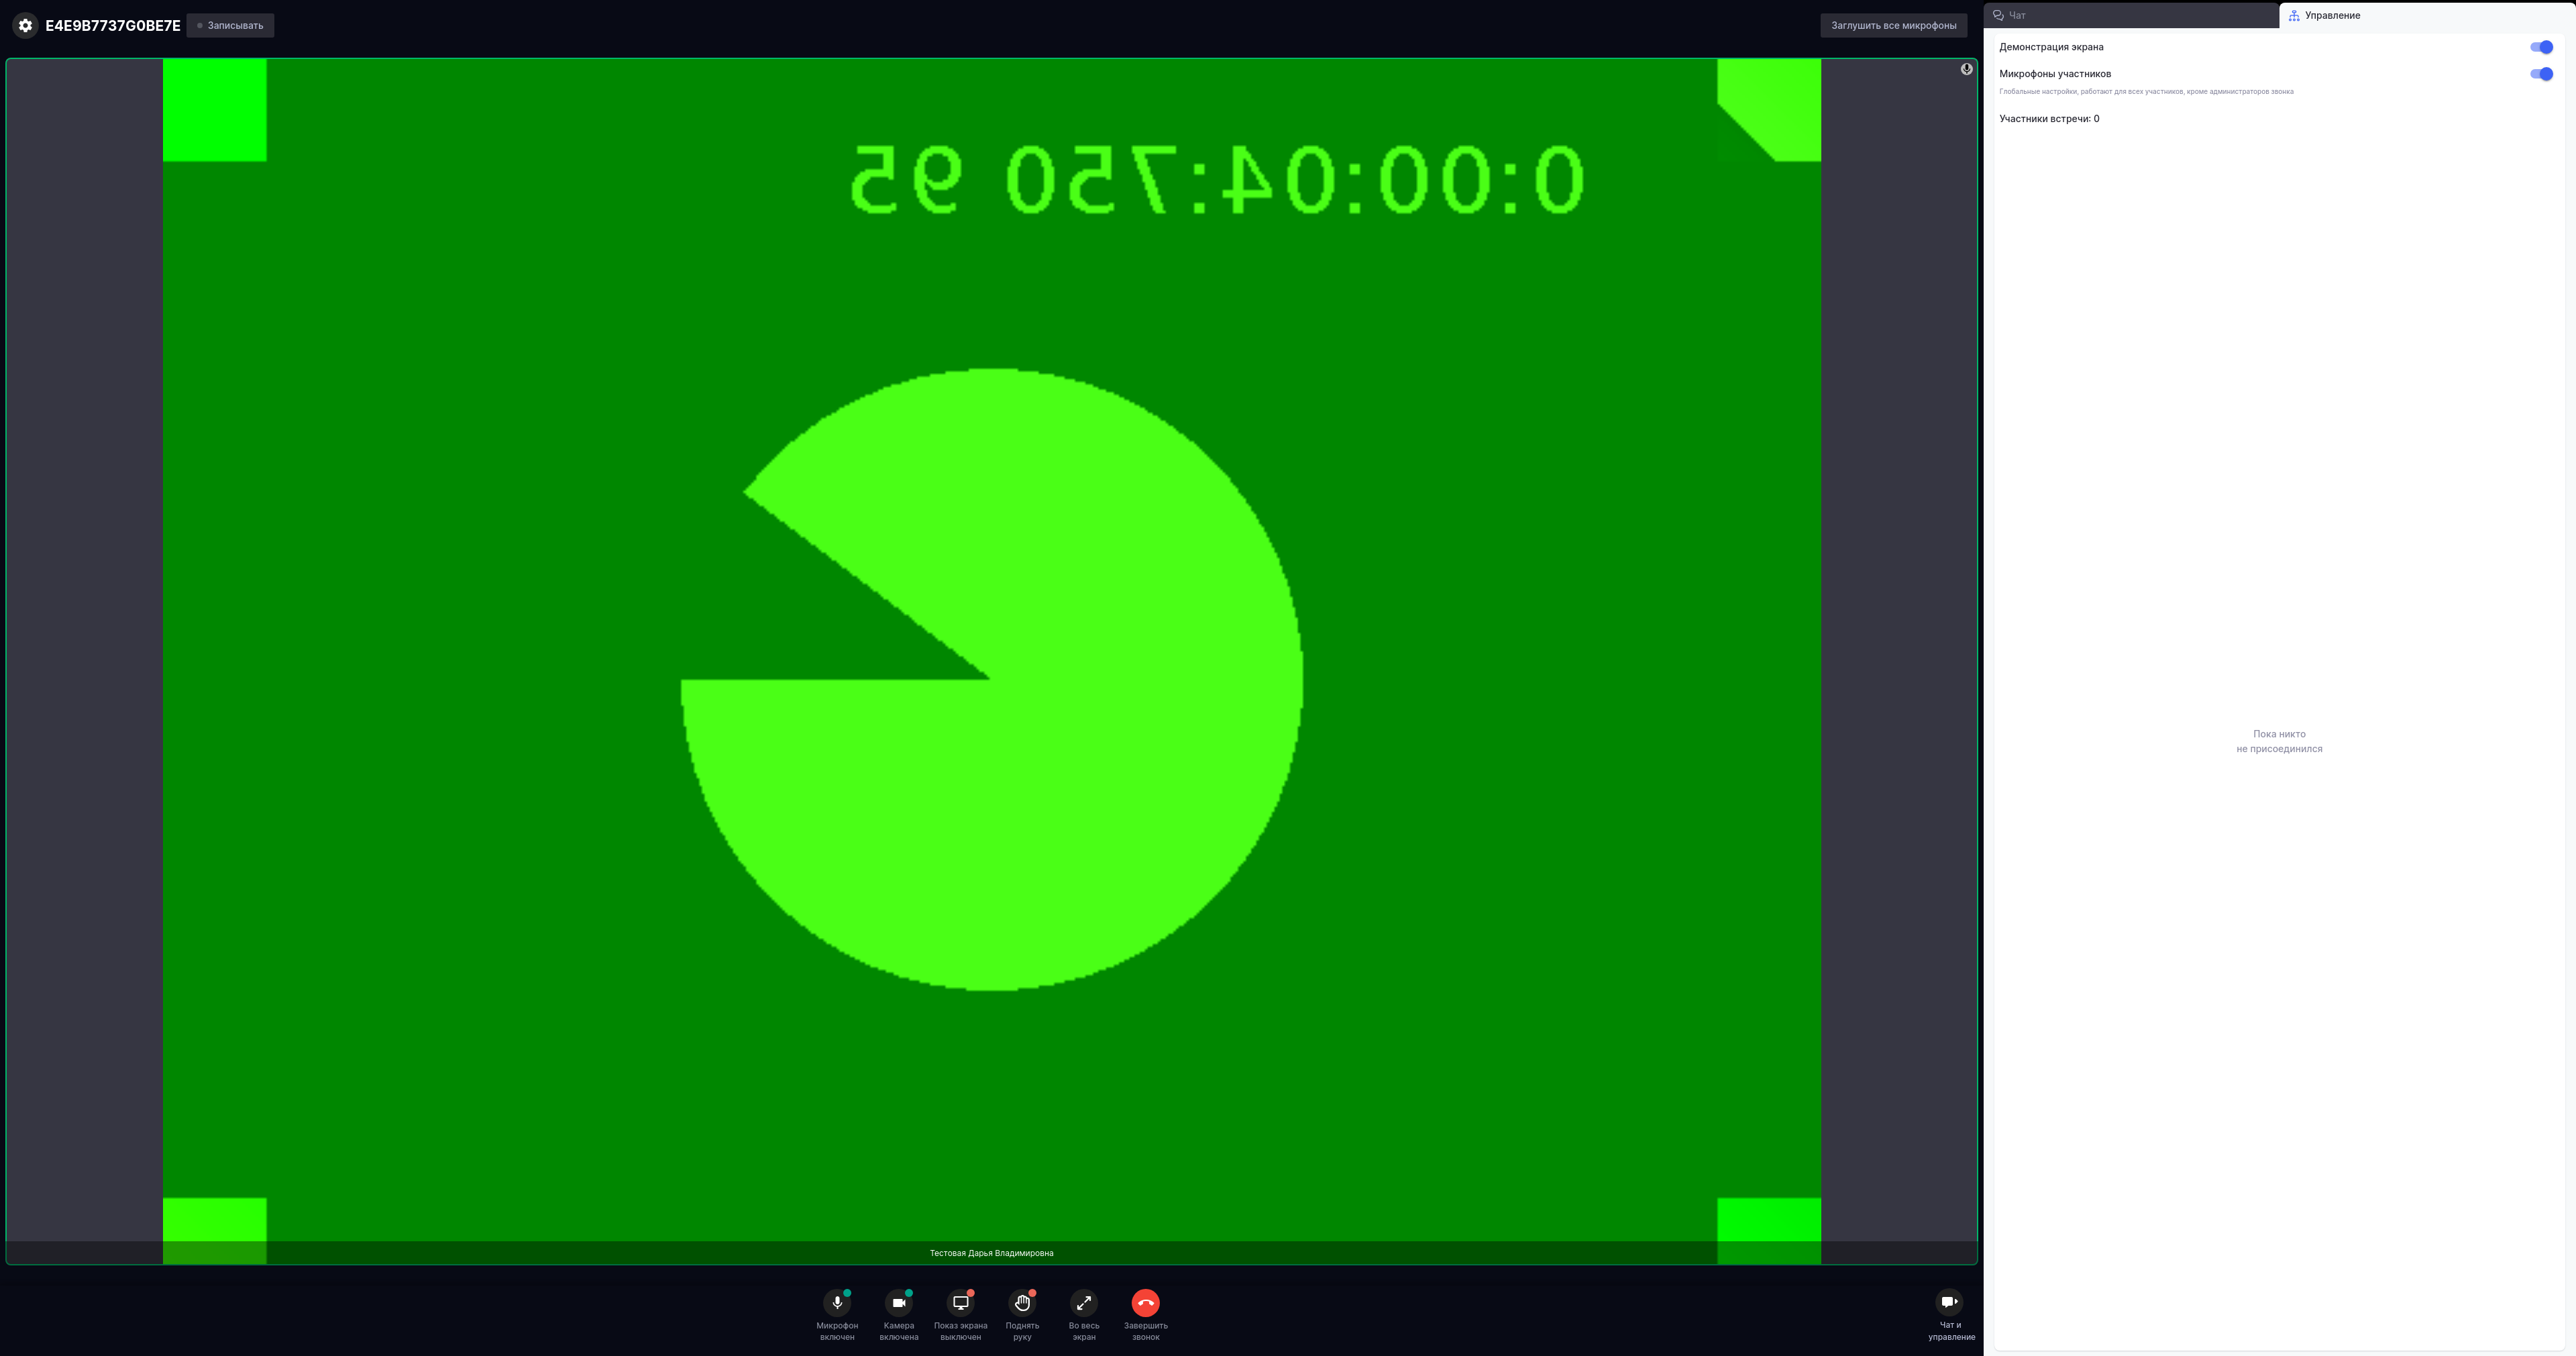 E4E9B7737G0BE7E
Записывать
Заглушить все микрофоны
0:00:04:750 95
Тестовая Дарья Владимировна
Микрофон
включен
Камера
включена
Показ экрана
выключен
Поднять
руку
Во весь
экран
Завершить
звонок
Чат и
управление
Чат
Управление
Демонстрация экрана
Микрофоны участников
Глобальные настройки, работают для всех участников, кроме администраторов звонка
Участники встречи: 0
Пока никто
не присоединился